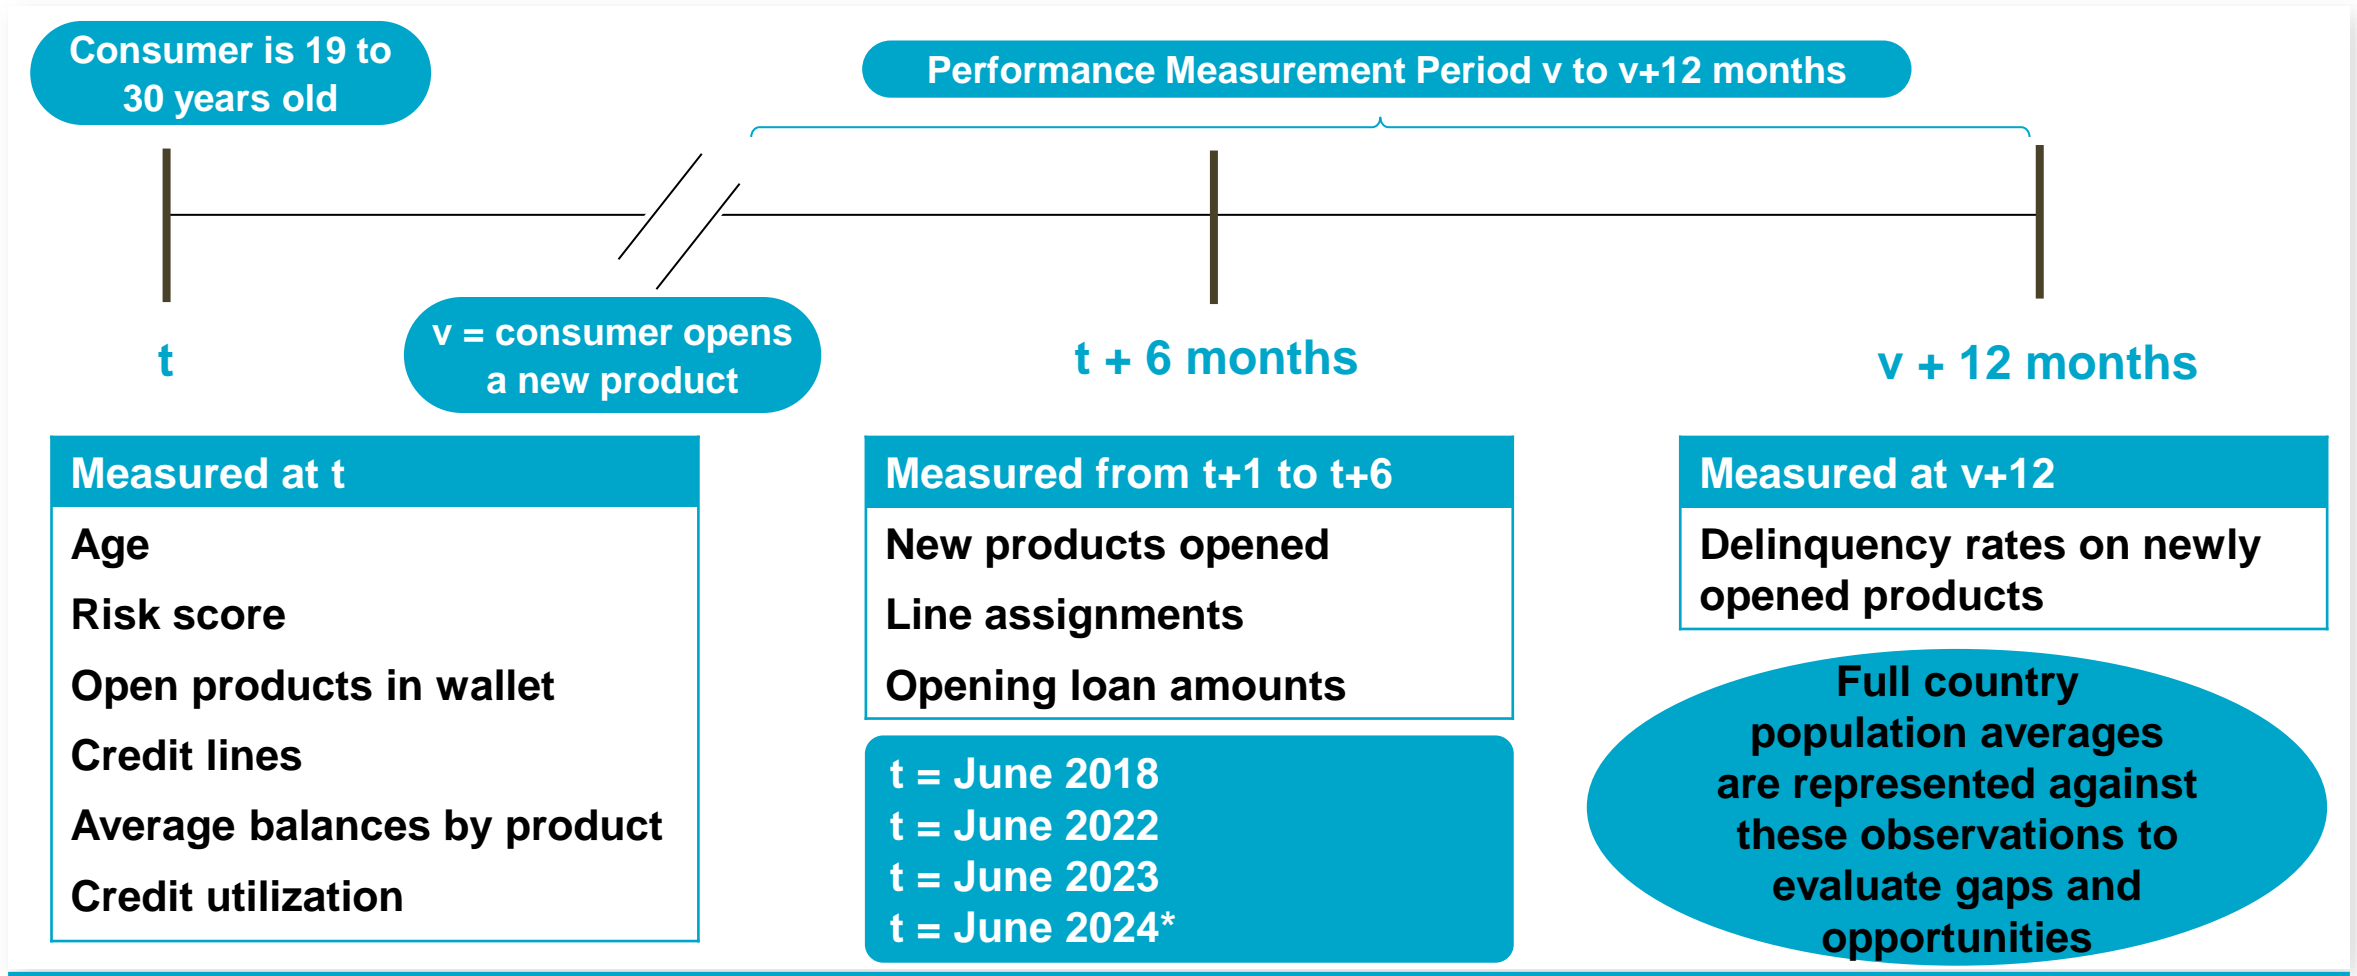 Consumer is 19 to
30 years old
Performance Measurement Period v to v+12 months
v = consumer opens
a new product
t
t + 6 months
v + 12 months
Measured at t
Age
Risk score
Open products in wallet
Credit lines
Average balances by product
Credit utilization
Measured from t+1 to t+6
New products opened
Line assignments
Opening loan amounts
t = June 2018
t = June 2022
t = June 2023
t = June 2024*
Measured at v+12
Delinquency rates on newly
opened products
Full country
population averages
are represented against
these observations to
evaluate gaps and
opportunities